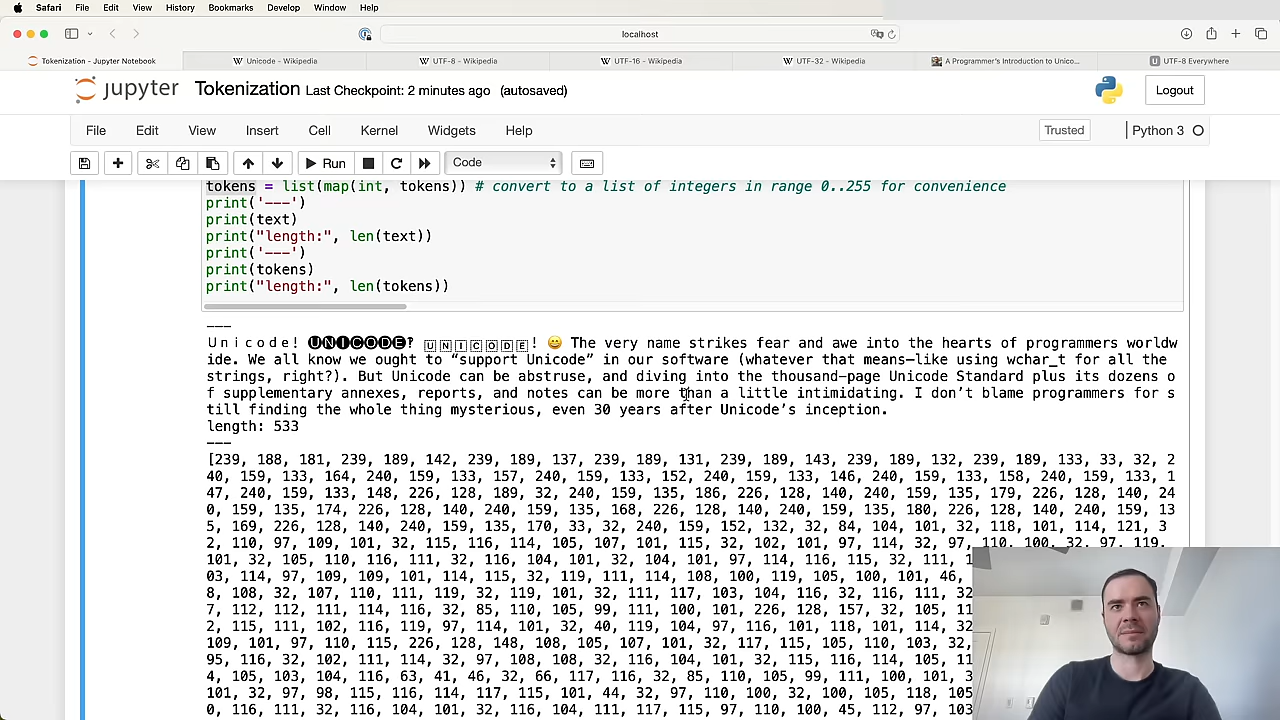 Safari File Edit View History Bookmarks Develop Window Help
localhost
Tokenization - Jupyter Notebook
Unicode - Wikipedia
UTF-8 - Wikipedia
UTF-16 - Wikipedia
UTF-32 - Wikipedia
A Programmer's Introduction to Unico...
UTF-8 Everywhere
jupyter Tokenization Last Checkpoint: 2 minutes ago (autosaved)
Logout
File Edit View Insert Cell Kernel Widgets Help
Trusted
Python 3
Run
Code
tokens = list(map(int, tokens)) # convert to a list of integers in range 0..255 for convenience
print('---')
print(text)
print("length:", len(text))
print('---')
print(tokens)
print("length:", len(tokens))
---
Ｕｎｉｃｏｄｅ! 🅤🅝🅘🅒🅞🅓🅔‽ 🇺‌🇳‌🇮‌🇨‌🇴‌🇩‌🇪! 😄 The very name strikes fear and awe into the hearts of programmers worldw
ide. We all know we ought to “support Unicode” in our software (whatever that means—like using wchar_t for all the
strings, right?). But Unicode can be abstruse, and diving into the thousand-page Unicode Standard plus its dozens o
f supplementary annexes, reports, and notes can be more than a little intimidating. I don’t blame programmers for s
till finding the whole thing mysterious, even 30 years after Unicode’s inception.
length: 533
---
[239, 188, 181, 239, 189, 142, 239, 189, 137, 239, 189, 131, 239, 189, 143, 239, 189, 132, 239, 189, 133, 33, 32, 2
40, 159, 133, 164, 240, 159, 133, 157, 240, 159, 133, 152, 240, 159, 133, 146, 240, 159, 133, 158, 240, 159, 133, 1
47, 240, 159, 133, 148, 226, 128, 189, 32, 240, 159, 135, 186, 226, 128, 140, 240, 159, 135, 179, 226, 128, 140, 24
0, 159, 135, 174, 226, 128, 140, 240, 159, 135, 168, 226, 128, 140, 240, 159, 135, 180, 226, 128, 140, 240, 159, 13
5, 169, 226, 128, 140, 240, 159, 135, 170, 33, 32, 240, 159, 152, 132, 32, 84, 104, 101, 32, 118, 101, 114, 121, 3
2, 110, 97, 109, 101, 32, 115, 116, 114, 105, 107, 101, 115, 32, 102, 101, 97, 114, 32, 97, 110, 100, 32, 97, 119,
101, 32, 105, 110, 116, 111, 32, 116, 104, 101, 32, 104, 101, 97, 114, 116, 115, 32, 111, 1
03, 114, 97, 109, 109, 101, 114, 115, 32, 119, 111, 114, 108, 100, 119, 105, 100, 101, 46,
8, 108, 32, 107, 110, 111, 119, 32, 119, 101, 32, 111, 117, 103, 104, 116, 32, 116, 111, 32
7, 112, 112, 111, 114, 116, 32, 85, 110, 105, 99, 111, 100, 101, 226, 128, 157, 32, 105, 11
2, 115, 111, 102, 116, 119, 97, 114, 101, 32, 40, 119, 104, 97, 116, 101, 118, 101, 114, 32
109, 101, 97, 110, 115, 226, 128, 148, 108, 105, 107, 101, 32, 117, 115, 105, 110, 103, 32,
95, 116, 32, 102, 111, 114, 32, 97, 108, 108, 32, 116, 104, 101, 32, 115, 116, 114, 105, 11
4, 105, 103, 104, 116, 63, 41, 46, 32, 66, 117, 116, 32, 85, 110, 105, 99, 111, 100, 101, 3
101, 32, 97, 98, 115, 116, 114, 117, 115, 101, 44, 32, 97, 110, 100, 32, 100, 105, 118, 105
0, 116, 111, 32, 116, 104, 101, 32, 116, 104, 111, 117, 115, 97, 110, 100, 45, 112, 97, 103